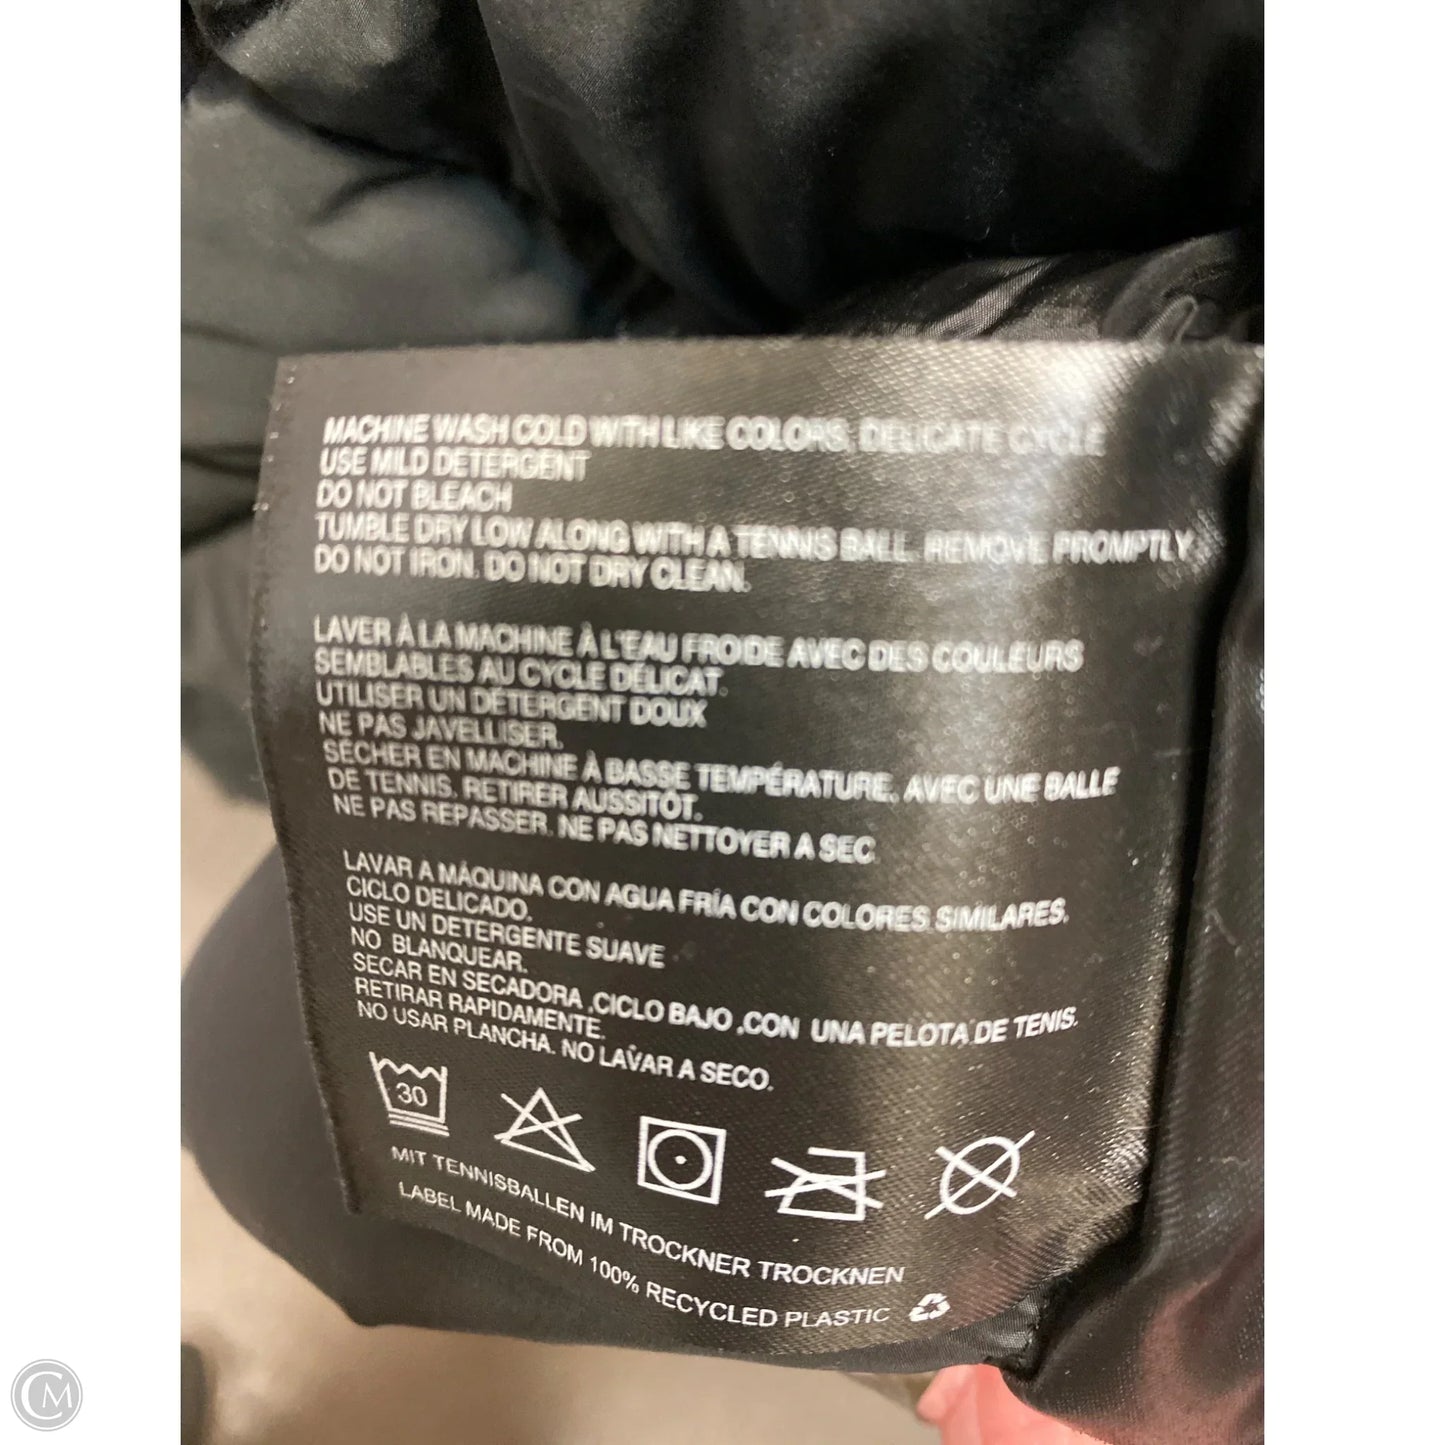 MACHINE WASH COLD WITH LIKE COLORS, DELICATE CYCLE
USE MILD DETERGENT
DO NOT BLEACH
TUMBLE DRY LOW ALONG WITH A TENNIS BALL. REMOVE PROMPTLY
DO NOT IRON. DO NOT DRY CLEAN.
LAVER À LA MACHINE À L'EAU FROIDE AVEC DES COULEURS
SEMBLABLES AU CYCLE DÉLICAT.
UTILISER UN DÉTERGENT DOUX
NE PAS JAVELLISER.
SÉCHER EN MACHINE À BASSE TEMPÉRATURE, AVEC UNE BALLE
DE TENNIS. RETIRER AUSSITÔT.
NE PAS REPASSER. NE PAS NETTOYER A SEC
LAVAR A MÁQUINA CON AGUA FRÍA CON COLORES SIMILARES.
CICLO DELICADO.
USE UN DETERGENTE SUAVE
NO BLANQUEAR.
SECAR EN SECADORA ,CICLO BAJO ,CON UNA PELOTA DE TENIS.
RETIRAR RAPIDAMENTE.
NO USAR PLANCHA. NO LAVAR A SECO.
30
MIT TENNISBALLEN IM TROCKNER TROCKNEN
LABEL MADE FROM 100% RECYCLED PLASTIC
CM